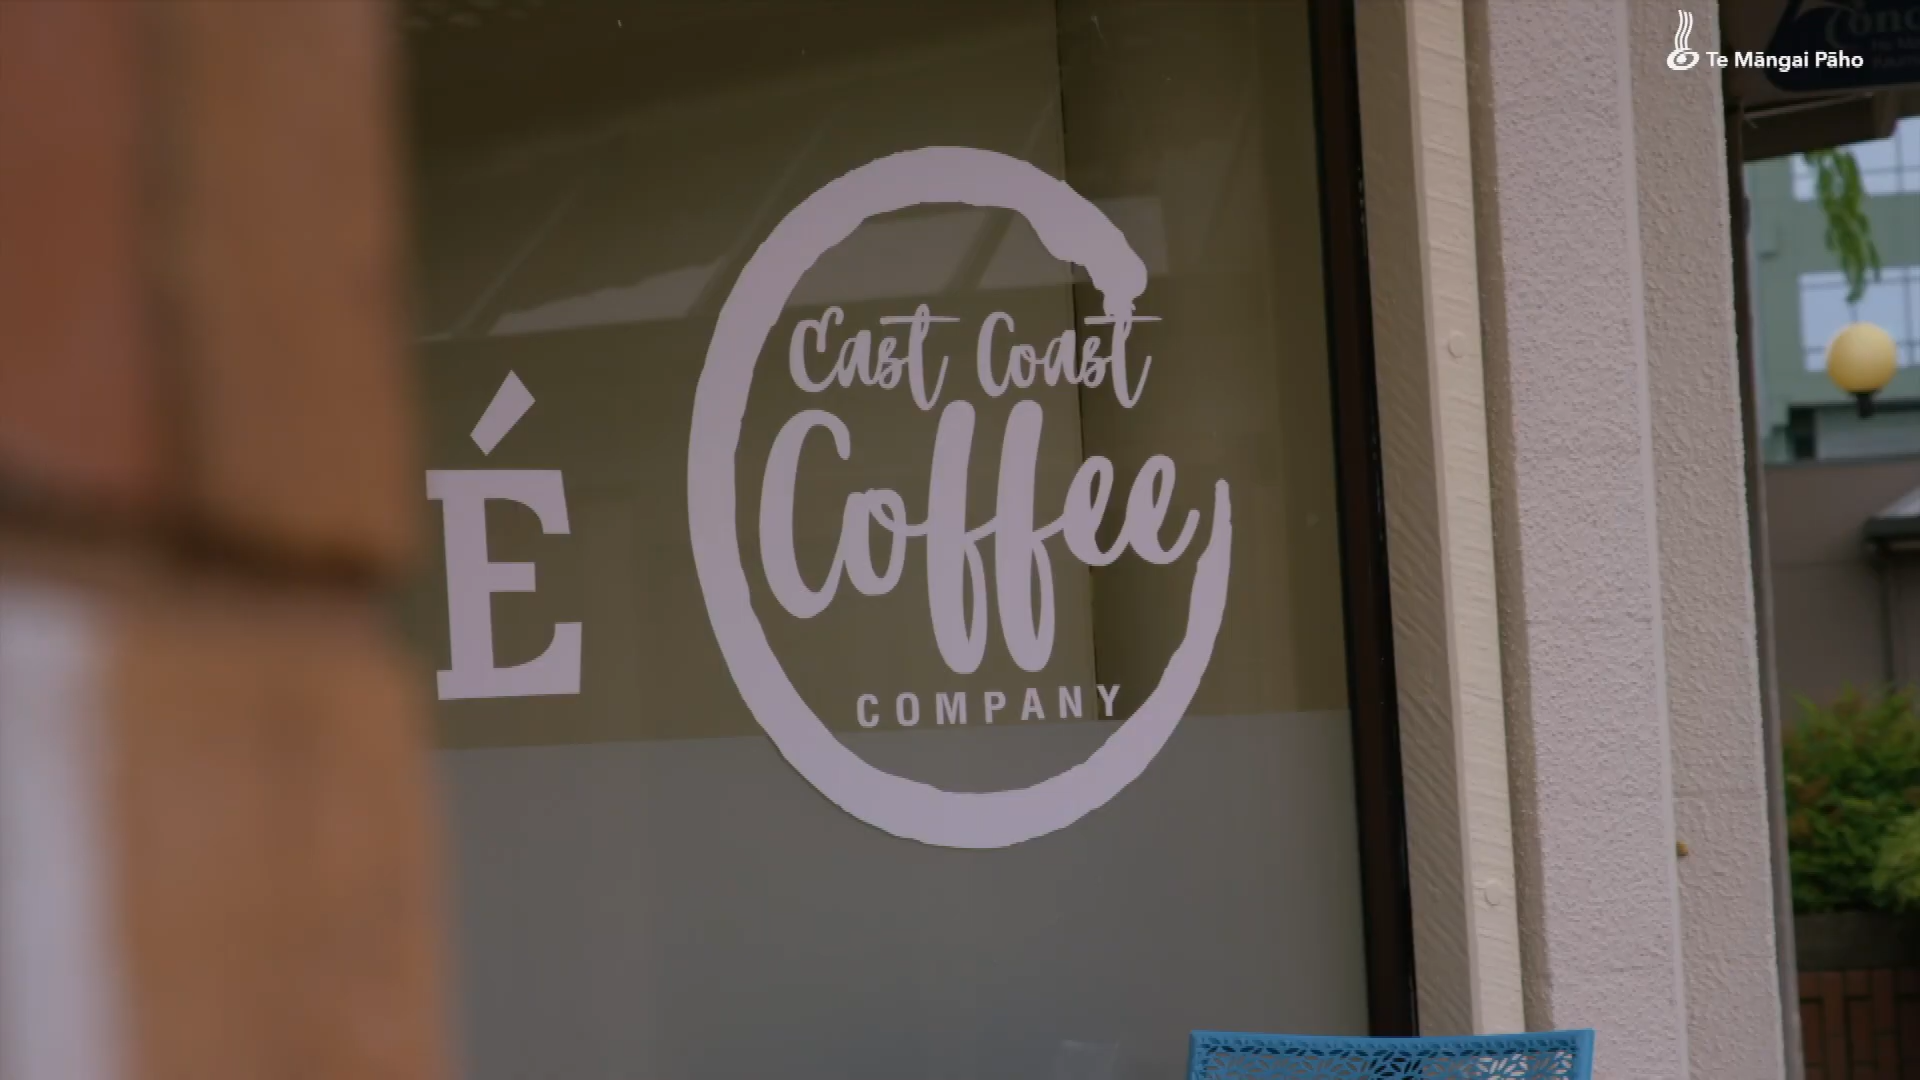 Te Māngai Pāho
É
East Coast
Coffee
COMPANY